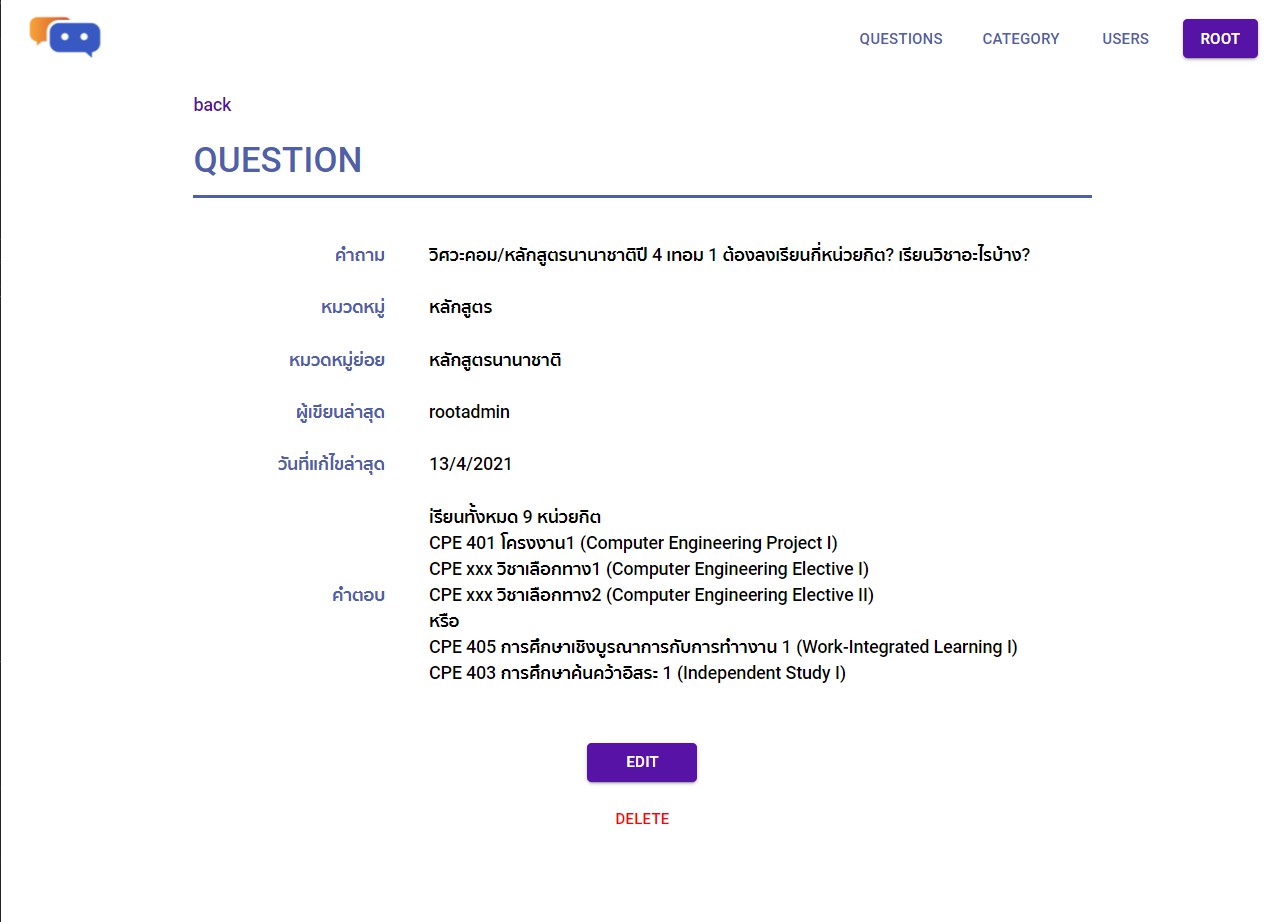 QUESTIONS CATEGORY USERS ROOT
back
QUESTION
คำถาม วิศวะคอม/หลักสูตรนานาชาติปี 4 เทอม 1 ต้องลงเรียนกี่หน่วยกิต? เรียนวิชาอะไรบ้าง?
หมวดหมู่ หลักสูตร
หมวดหมู่ย่อย หลักสูตรนานาชาติ
ผู้เขียนล่าสุด rootadmin
วันที่แก้ไขล่าสุด 13/4/2021
เ่รียนทั้งหมด 9 หน่วยกิต
CPE 401 โครงงาน1 (Computer Engineering Project I)
CPE xxx วิชาเลือกทาง1 (Computer Engineering Elective I)
คำตอบ CPE xxx วิชาเลือกทาง2 (Computer Engineering Elective II)
หรือ
CPE 405 การศึกษาเชิงบูรณาการกับการทำางาน 1 (Work-Integrated Learning I)
CPE 403 การศึกษาค้นคว้าอิสระ 1 (Independent Study I)
EDIT
DELETE